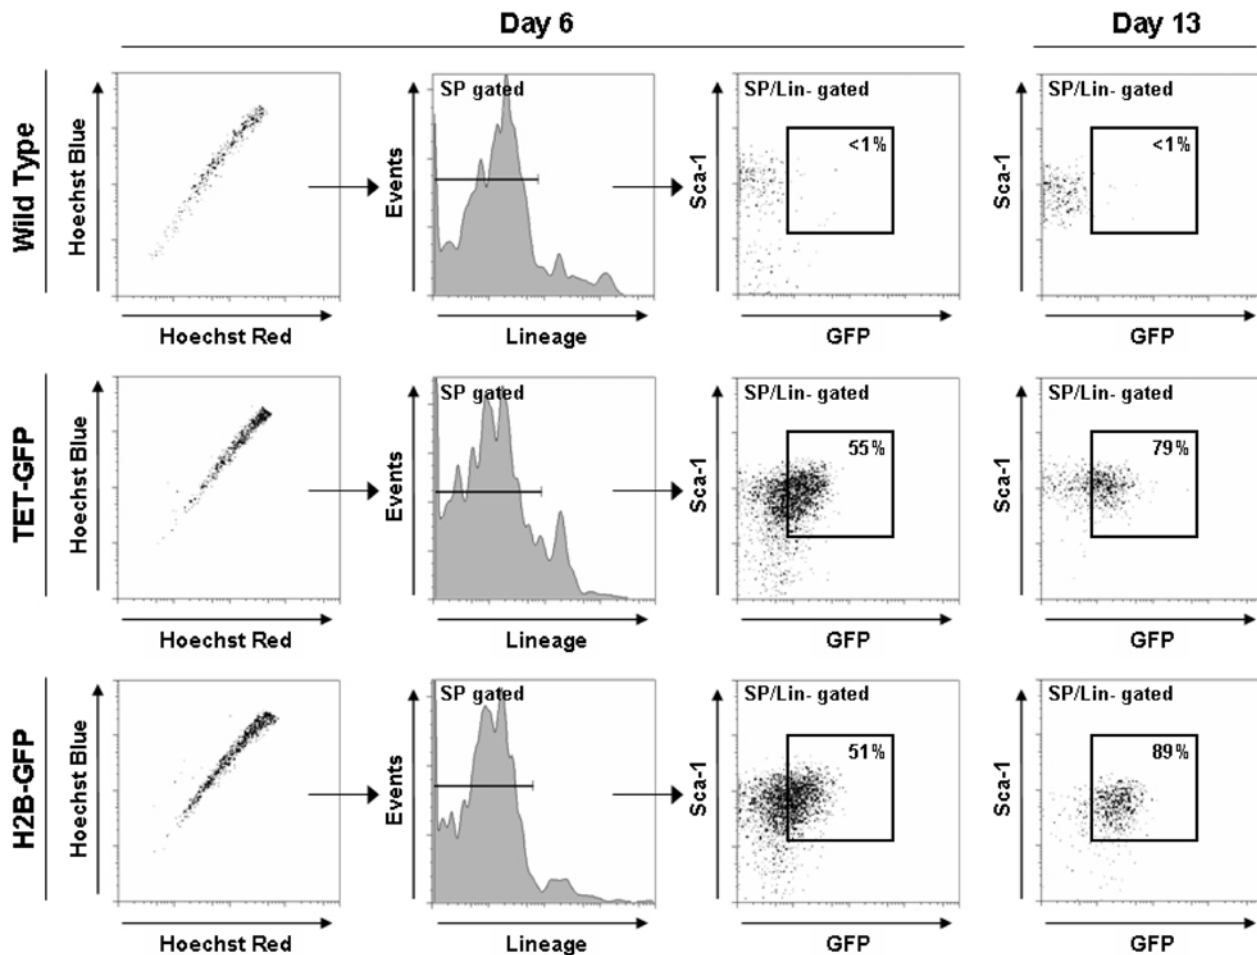 Day 6
Day 13
Wild Type
Hoechst Blue
Hoechst Red
SP gated
Events
Lineage
SP/Lin- gated
<1%
Sca-1
GFP
SP/Lin- gated
<1%
Sca-1
GFP
TET-GFP
Hoechst Blue
Hoechst Red
SP gated
Events
Lineage
SP/Lin- gated
55%
Sca-1
GFP
SP/Lin- gated
79%
Sca-1
GFP
H2B-GFP
Hoechst Blue
Hoechst Red
SP gated
Events
Lineage
SP/Lin- gated
51%
Sca-1
GFP
SP/Lin- gated
89%
Sca-1
GFP